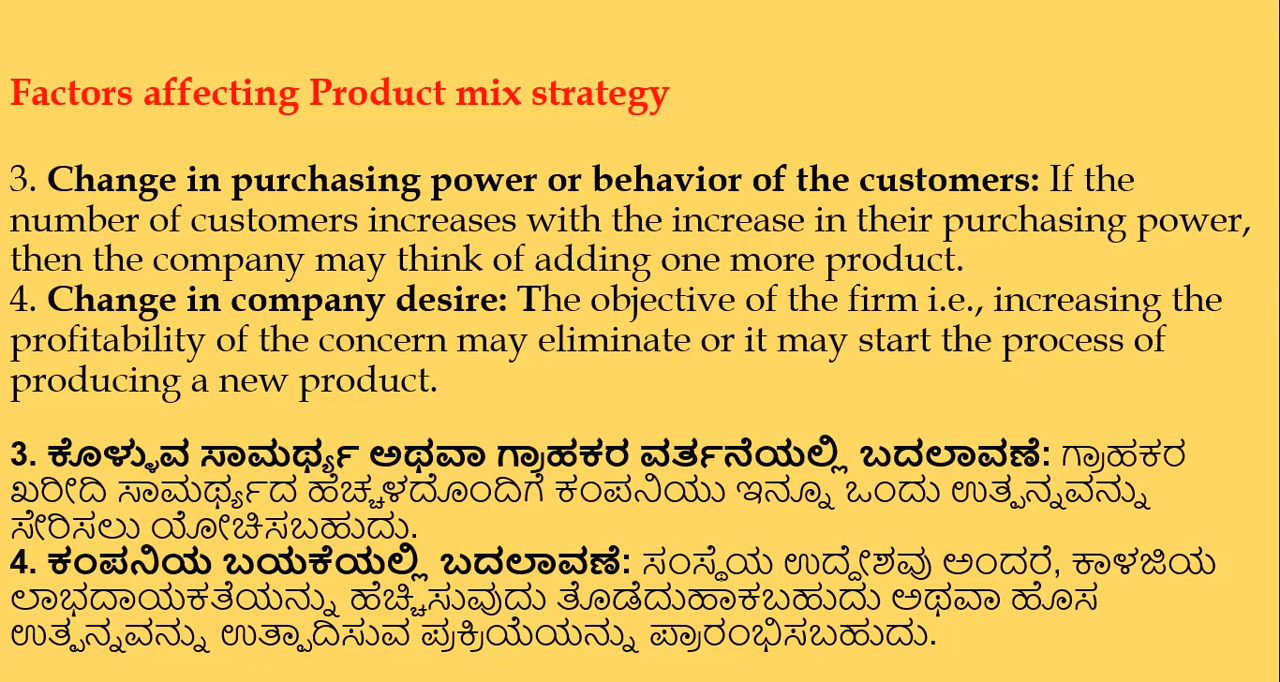 Factors affecting Product mix strategy
3. Change in purchasing power or behavior of the customers: If the
number of customers increases with the increase in their purchasing power,
then the company may think of adding one more product.
4. Change in company desire: The objective of the firm i.e., increasing the
profitability of the concern may eliminate or it may start the process of
producing a new product.
3. ಕೊಳ್ಳುವ ಸಾಮರ್ಥ್ಯ ಅಥವಾ ಗ್ರಾಹಕರ ವರ್ತನೆಯಲ್ಲಿ ಬದಲಾವಣೆ: ಗ್ರಾಹಕರ
ಖರೀದಿ ಸಾಮರ್ಥ್ಯದ ಹೆಚ್ಚಳದೊಂದಿಗೆ ಕಂಪನಿಯು ಇನ್ನೂ ಒಂದು ಉತ್ಪನ್ನವನ್ನು
ಸೇರಿಸಲು ಯೋಚಿಸಬಹುದು.
4. ಕಂಪನಿಯ ಬಯಕೆಯಲ್ಲಿ ಬದಲಾವಣೆ: ಸಂಸ್ಥೆಯ ಉದ್ದೇಶವು ಅಂದರೆ, ಕಾಳಜಿಯ
ಲಾಭದಾಯಕತೆಯನ್ನು ಹೆಚ್ಚಿಸುವುದು ತೊಡೆದುಹಾಕಬಹುದು ಅಥವಾ ಹೊಸ
ಉತ್ಪನ್ನವನ್ನು ಉತ್ಪಾದಿಸುವ ಪ್ರಕ್ರಿಯೆಯನ್ನು ಪ್ರಾರಂಭಿಸಬಹುದು.